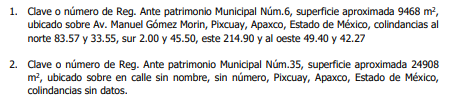 1. Clave o número de Reg. Ante patrimonio Municipal Núm.6, superficie aproximada 9468 m²,
ubicado sobre Av. Manuel Gómez Morin, Pixcuay, Apaxco, Estado de México, colindancias al
norte 83.57 y 33.55, sur 2.00 y 45.50, este 214.90 y al oeste 49.40 y 42.27
2. Clave o número de Reg. Ante patrimonio Municipal Núm.35, superficie aproximada 24908
m², ubicado sobre en calle sin nombre, sin número, Pixcuay, Apaxco, Estado de México,
colindancias sin datos.